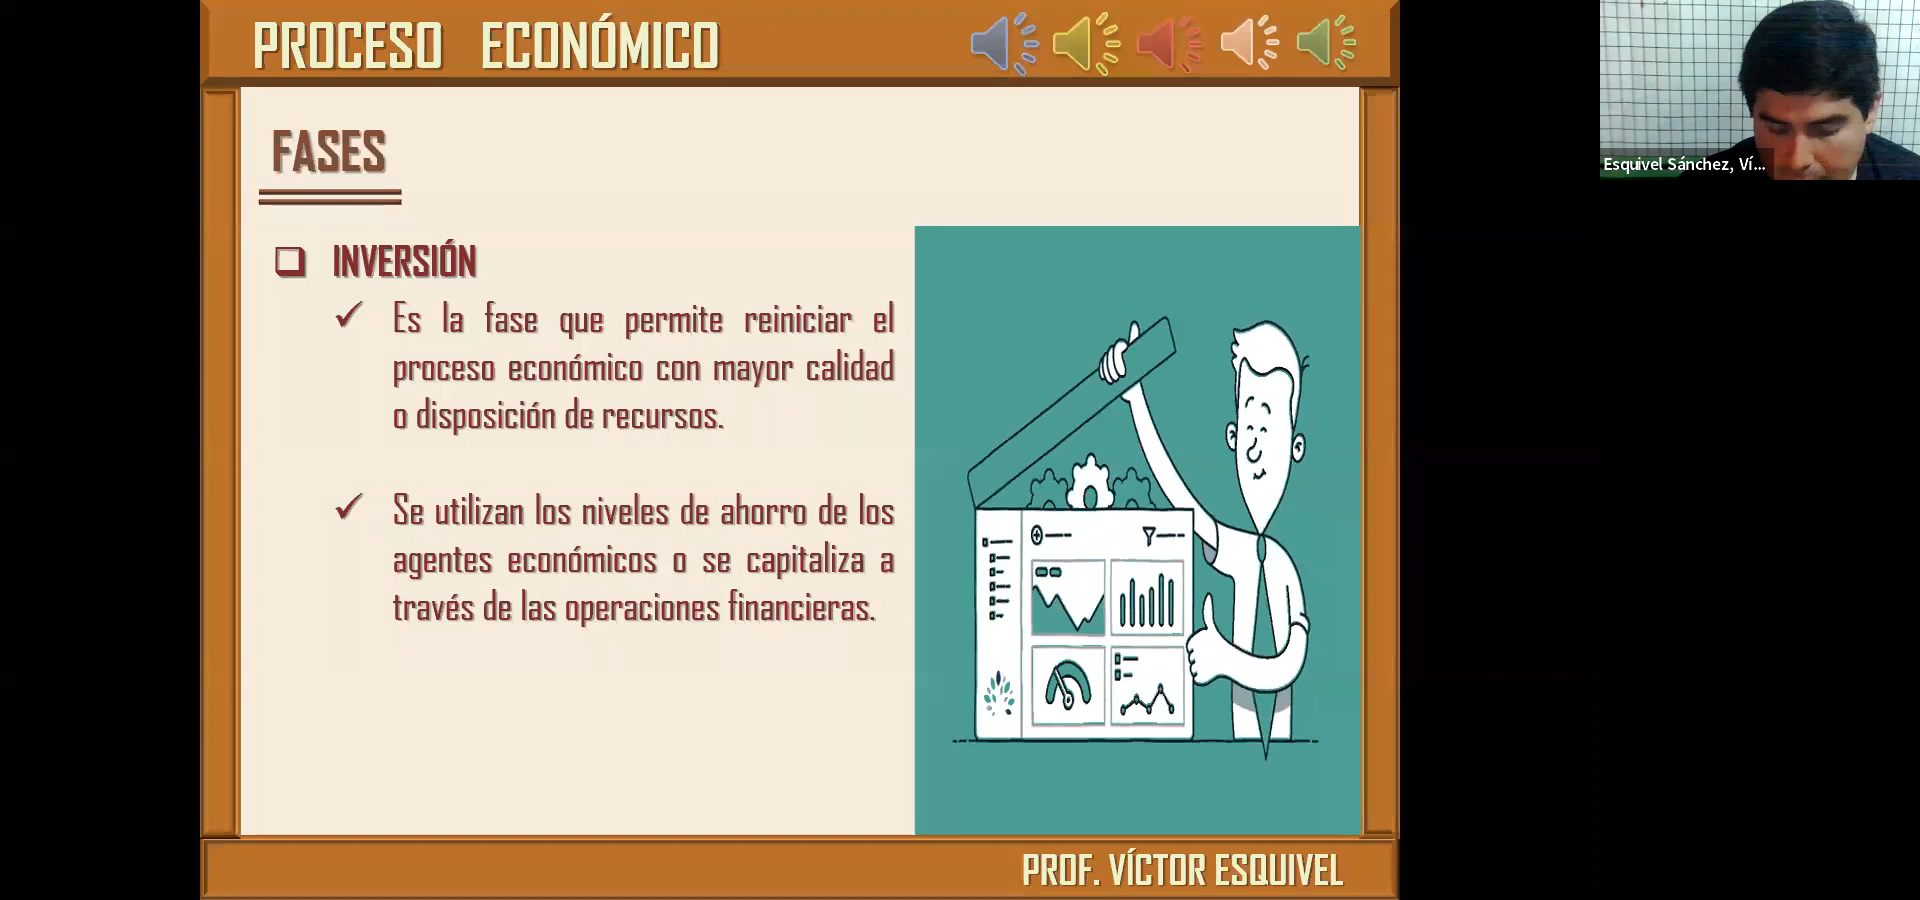 PROCESO ECONÓMICO
Esquivel Sánchez, Ví...
FASES
INVERSIÓN
Es la fase que permite reiniciar el
proceso económico con mayor calidad
o disposición de recursos.
Se utilizan los niveles de ahorro de los
agentes económicos o se capitaliza a
través de las operaciones financieras.
PROF. VÍCTOR ESQUIVEL